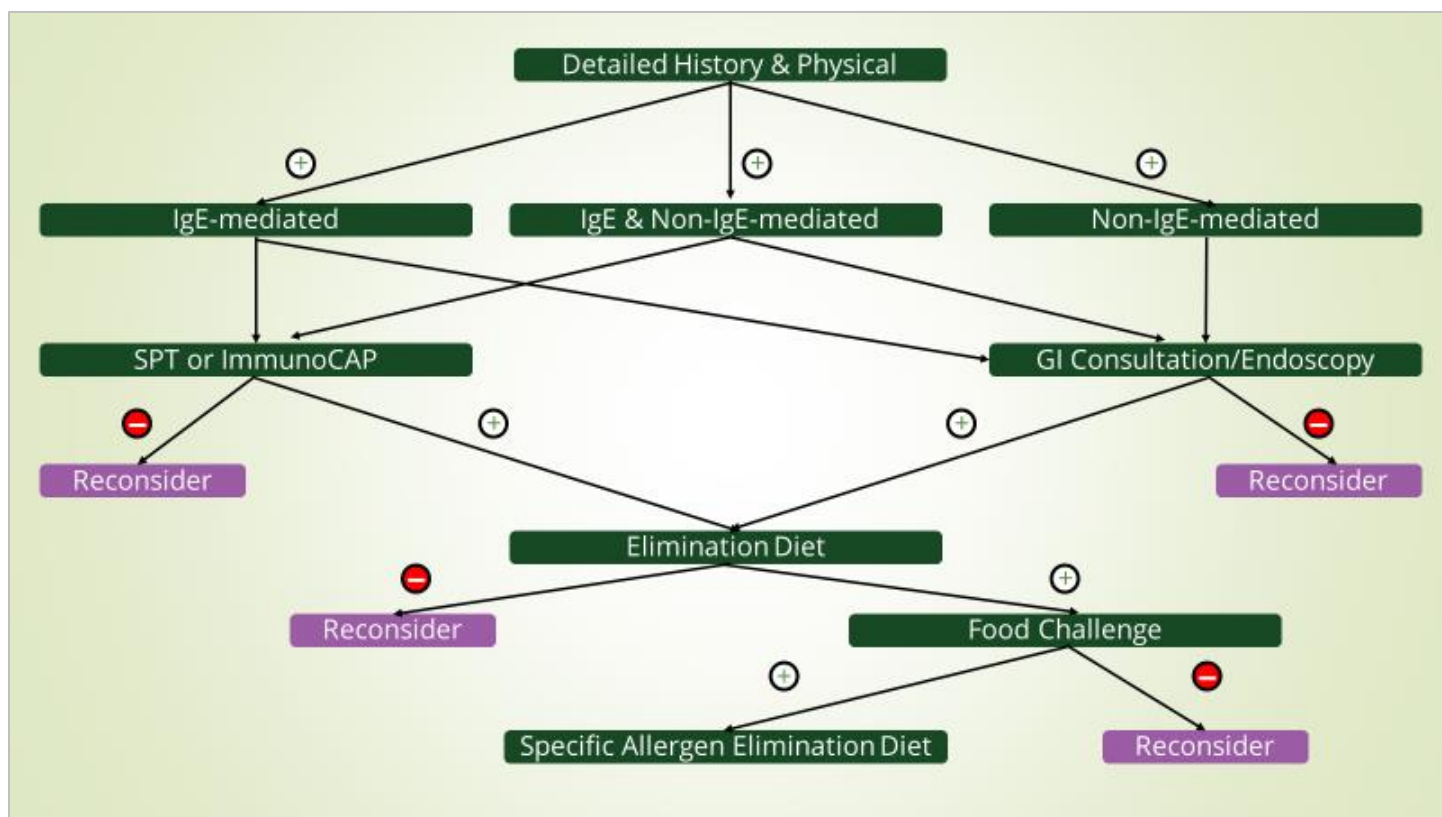 Detailed History & Physical
+
+
+
IgE-mediated
IgE & Non-IgE-mediated
Non-IgE-mediated
SPT or ImmunoCAP
GI Consultation/Endoscopy
−
+
+
−
Reconsider
Reconsider
Elimination Diet
−
+
Reconsider
Food Challenge
+
−
Specific Allergen Elimination Diet
Reconsider